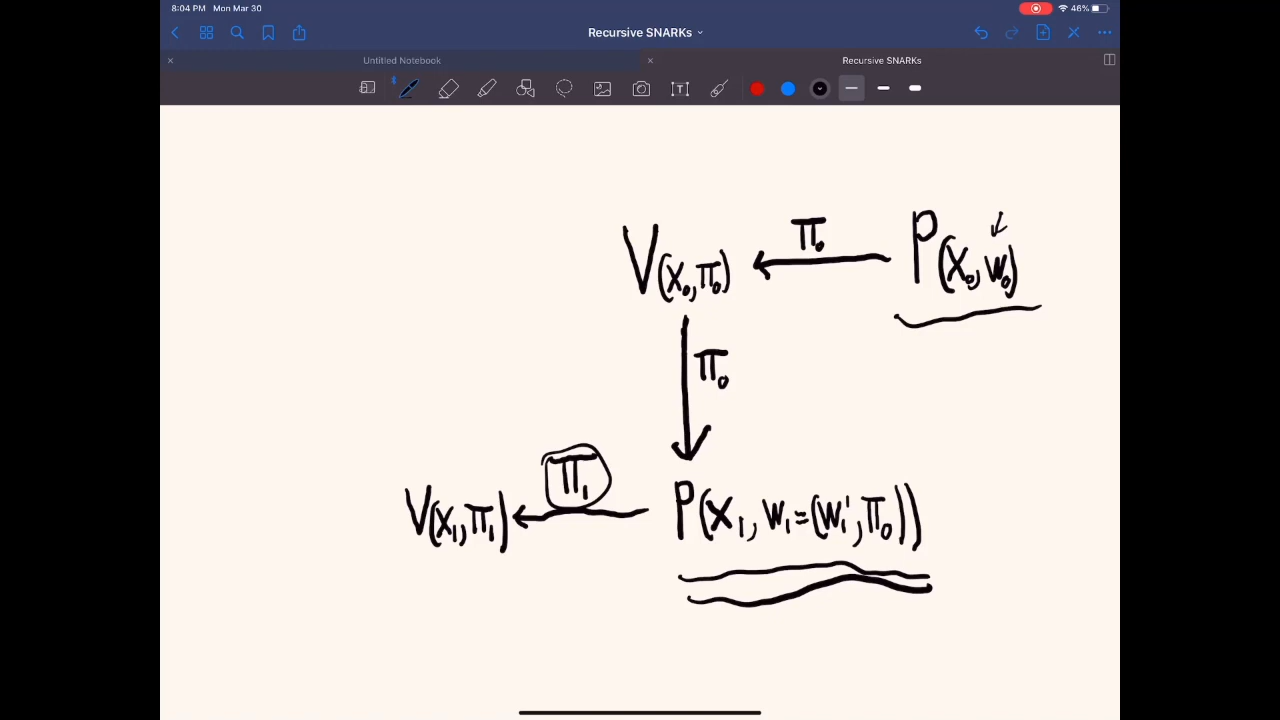 8:04 PM Mon Mar 30
46%
Recursive SNARKs
Untitled Notebook
Recursive SNARKs
T
π₀
V(x₀,π₀) P(x₀,w₀)
π₀
π₁
V(x₁,π₁) P(x₁,w₁=(w₁',π₀))